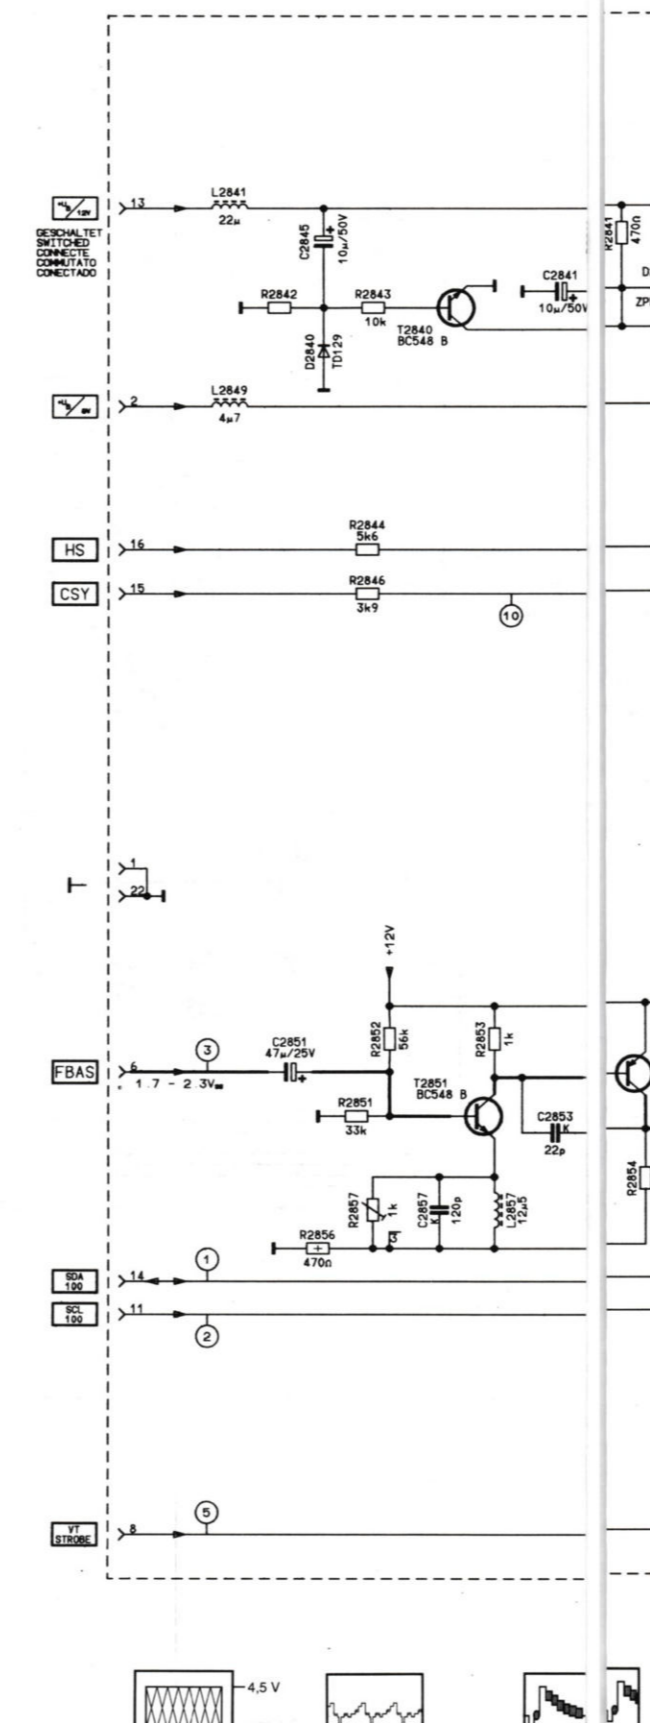 +U_B/12V
13
L2841
22µ
GESCHALTET
SWITCHED
CONNECTE
COMMUTATO
CONECTADO
C2845
10µ/50V
R2841
470Ω
R2842
R2843
10k
T2840
BC548 B
C2841
10µ/50V
D2840
TD129
2
L2849
4µ7
HS
16
R2844
5k6
CSY
15
R2846
3k9
10
1
22
+12V
R2852
56k
R2853
1k
FBAS
6
3
C2851
47µ/25V
1.7 - 2.3V
T2851
BC548 B
R2851
33k
C2853
K
22p
R2854
R2857
1k
C2857
K
120p
L2857
12µ5
3
R2856
470Ω
SDA
100
14
1
SCL
100
11
2
VT
STROBE
8
5
4,5 V